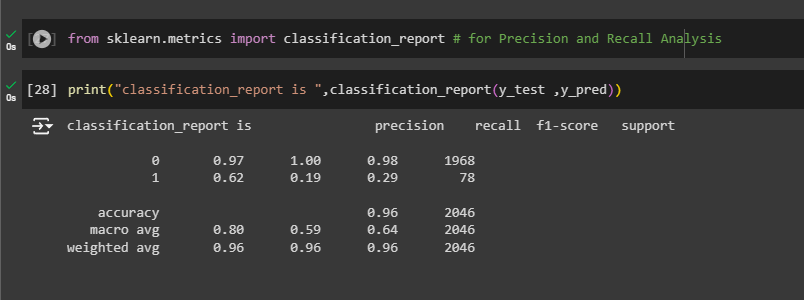 0s [ ] from sklearn.metrics import classification_report # for Precision and Recall Analysis
0s [28] print("classification_report is ",classification_report(y_test ,y_pred))
classification_report is               precision    recall  f1-score   support
0       0.97      1.00      0.98      1968
1       0.62      0.19      0.29        78
accuracy                           0.96      2046
macro avg       0.80      0.59      0.64      2046
weighted avg       0.96      0.96      0.96      2046